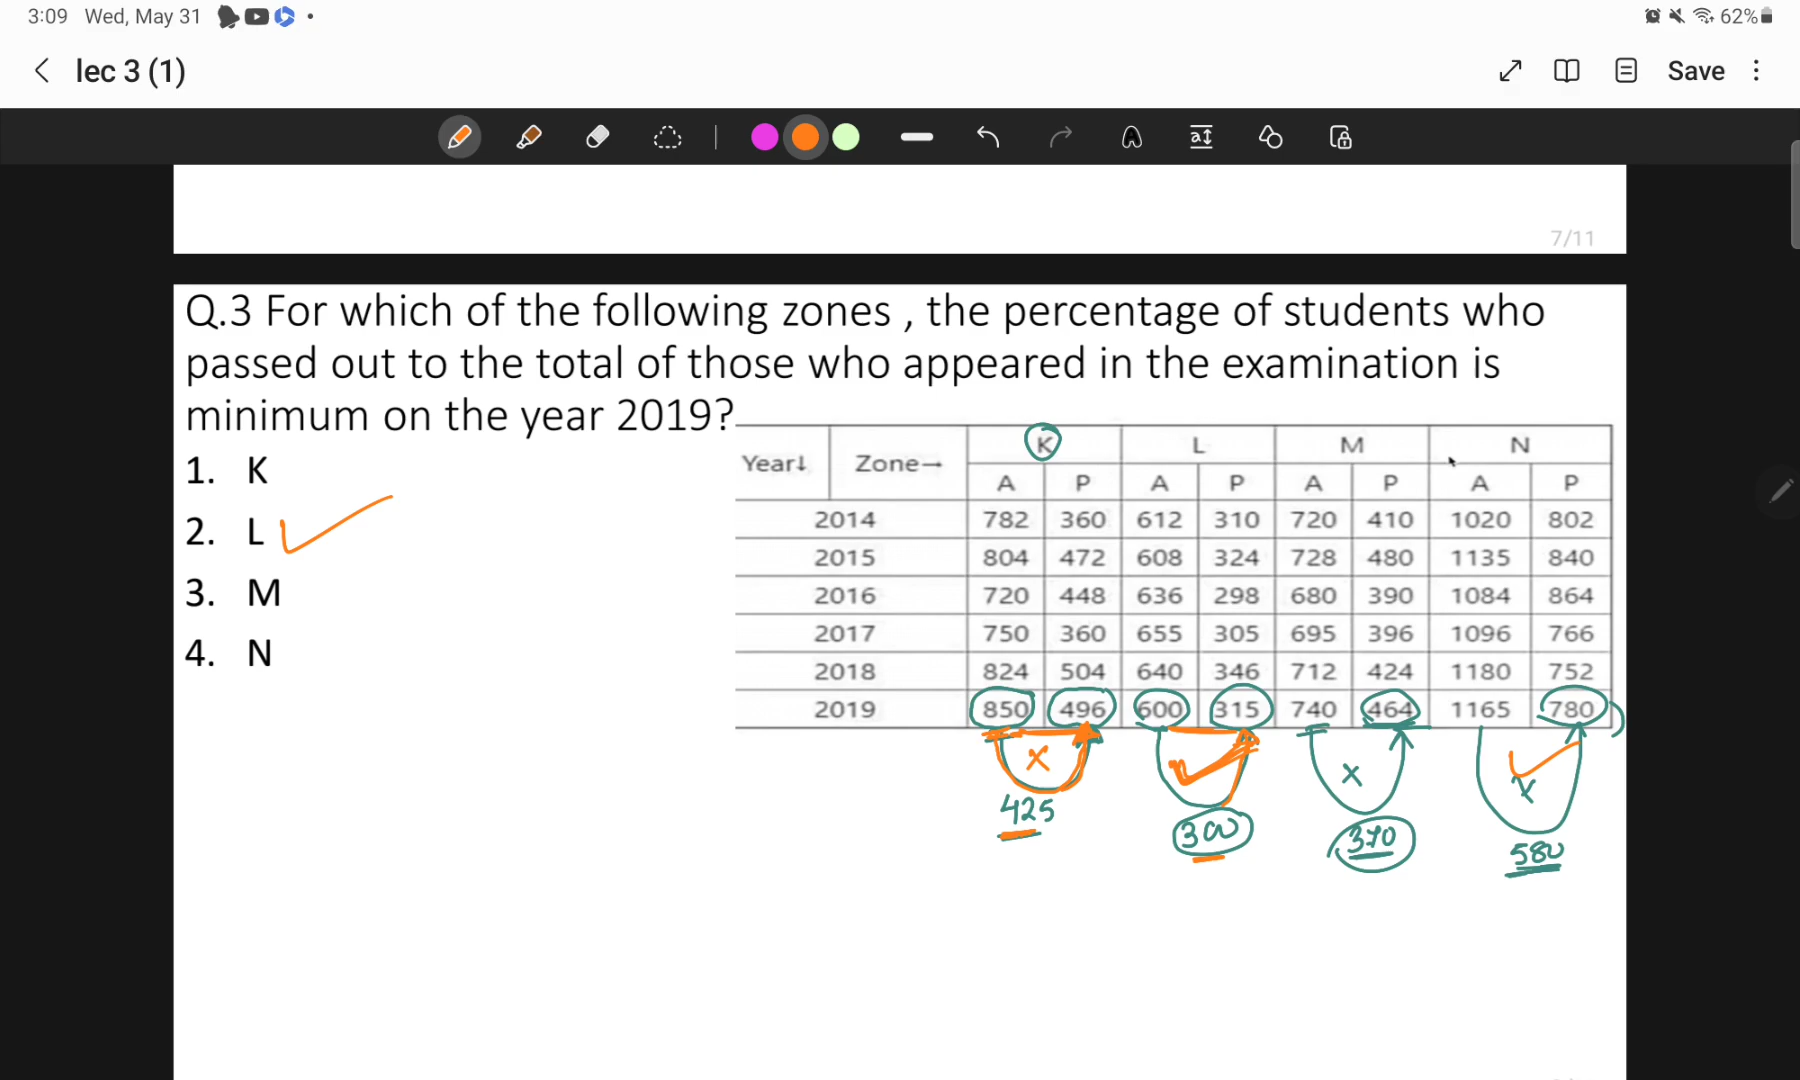 3:09 Wed, May 31
62%
lec 3 (1)
Save
7/11
Q.3 For which of the following zones , the percentage of students who
passed out to the total of those who appeared in the examination is
minimum on the year 2019?
1. K
2. L
3. M
4. N
Year↓ Zone→ K L M N
A P A P A P A P
2014 782 360 612 310 720 410 1020 802
2015 804 472 608 324 728 480 1135 840
2016 720 448 636 298 680 390 1084 864
2017 750 360 655 305 695 396 1096 766
2018 824 504 640 346 712 424 1180 752
2019 850 496 600 315 740 464 1165 780
x x x
425 300 370 580